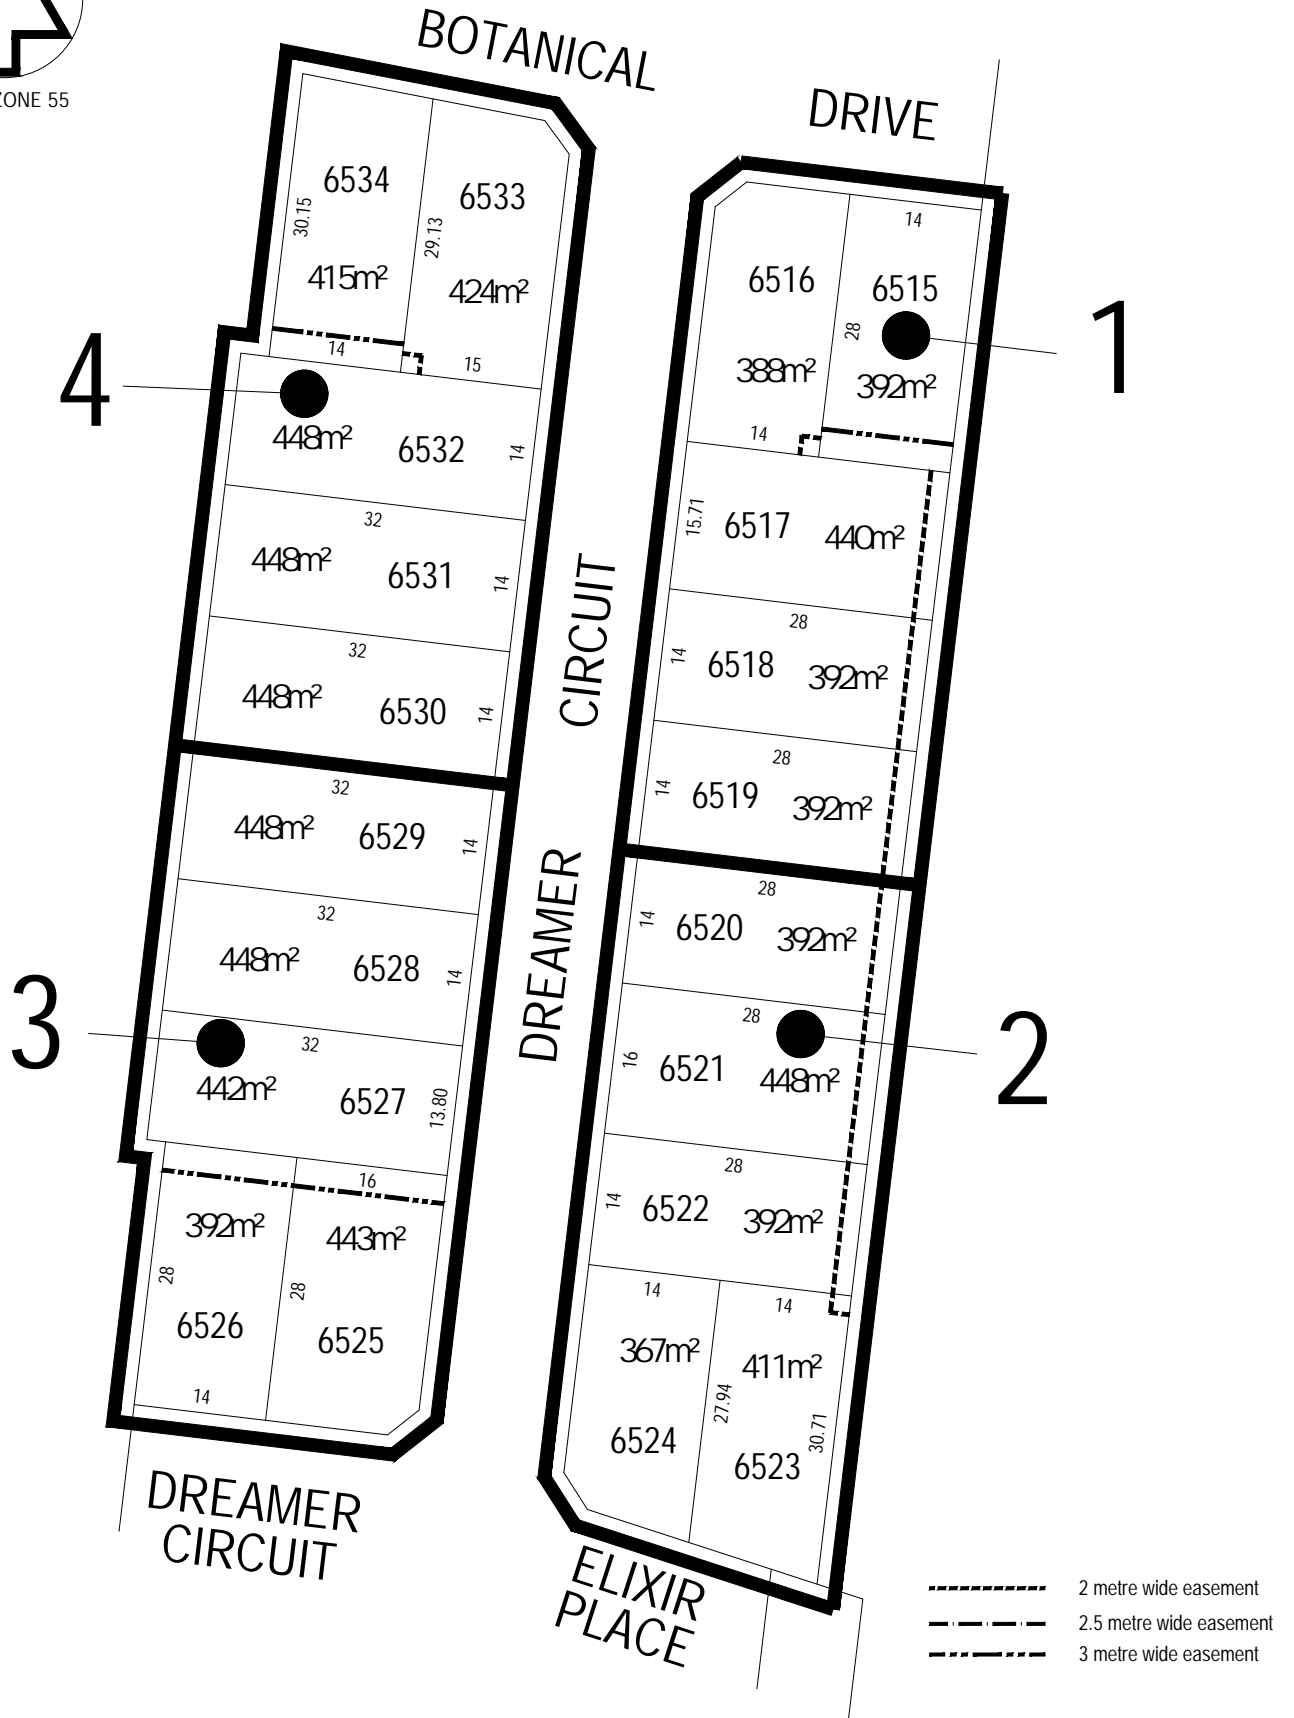 BOTANICAL
DRIVE
ZONE 55
6534
30.15
415m²
14
6533
29.13
424m²
15
6516
388m²
14
14
6515
28
392m²
1
4
448m²
6532
14
32
448m²
6531
14
32
448m²
6530
14
15.71
6517
440m²
28
14
6518
392m²
28
14
6519
392m²
CIRCUIT
DREAMER
32
448m²
6529
14
32
448m²
6528
14
3
32
442m²
6527
13.80
16
392m²
28
6526
14
443m²
28
6525
28
14
6520
392m²
28
16
6521
448m²
2
28
14
6522
392m²
14
367m²
6524
14
411m²
27.94
30.71
6523
DREAMER
CIRCUIT
ELIXIR
PLACE
2 metre wide easement
2.5 metre wide easement
3 metre wide easement